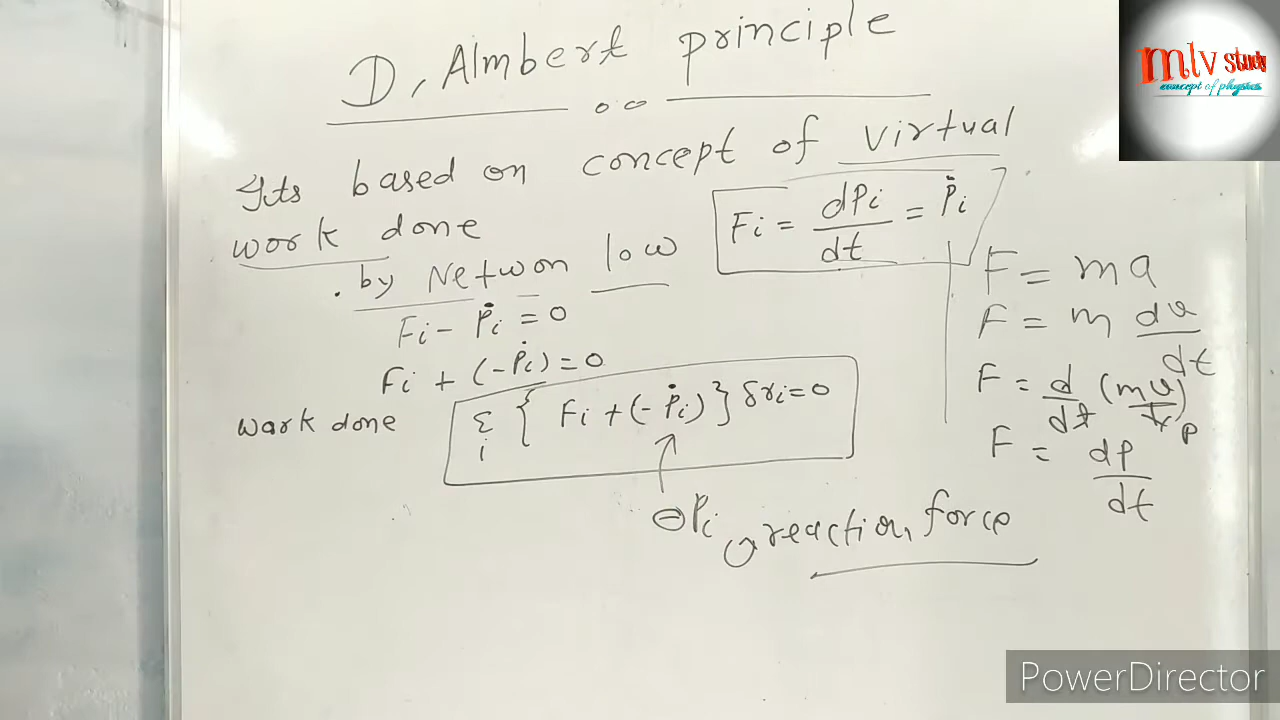 D, Almbert principle
Its based on concept of virtual
work done
Fi = dPi/dt = Ṗi
. by Netwon low
Fi - Ṗi = 0
Fi + (-Ṗi) = 0
work done Σi { Fi + (-Ṗi) } δri = 0
⊖Pi
reaction force
F = ma
F = m dv/dt
F = d/dt (mv) P
F = dP/dt
mlv study
concept of physics
PowerDirector